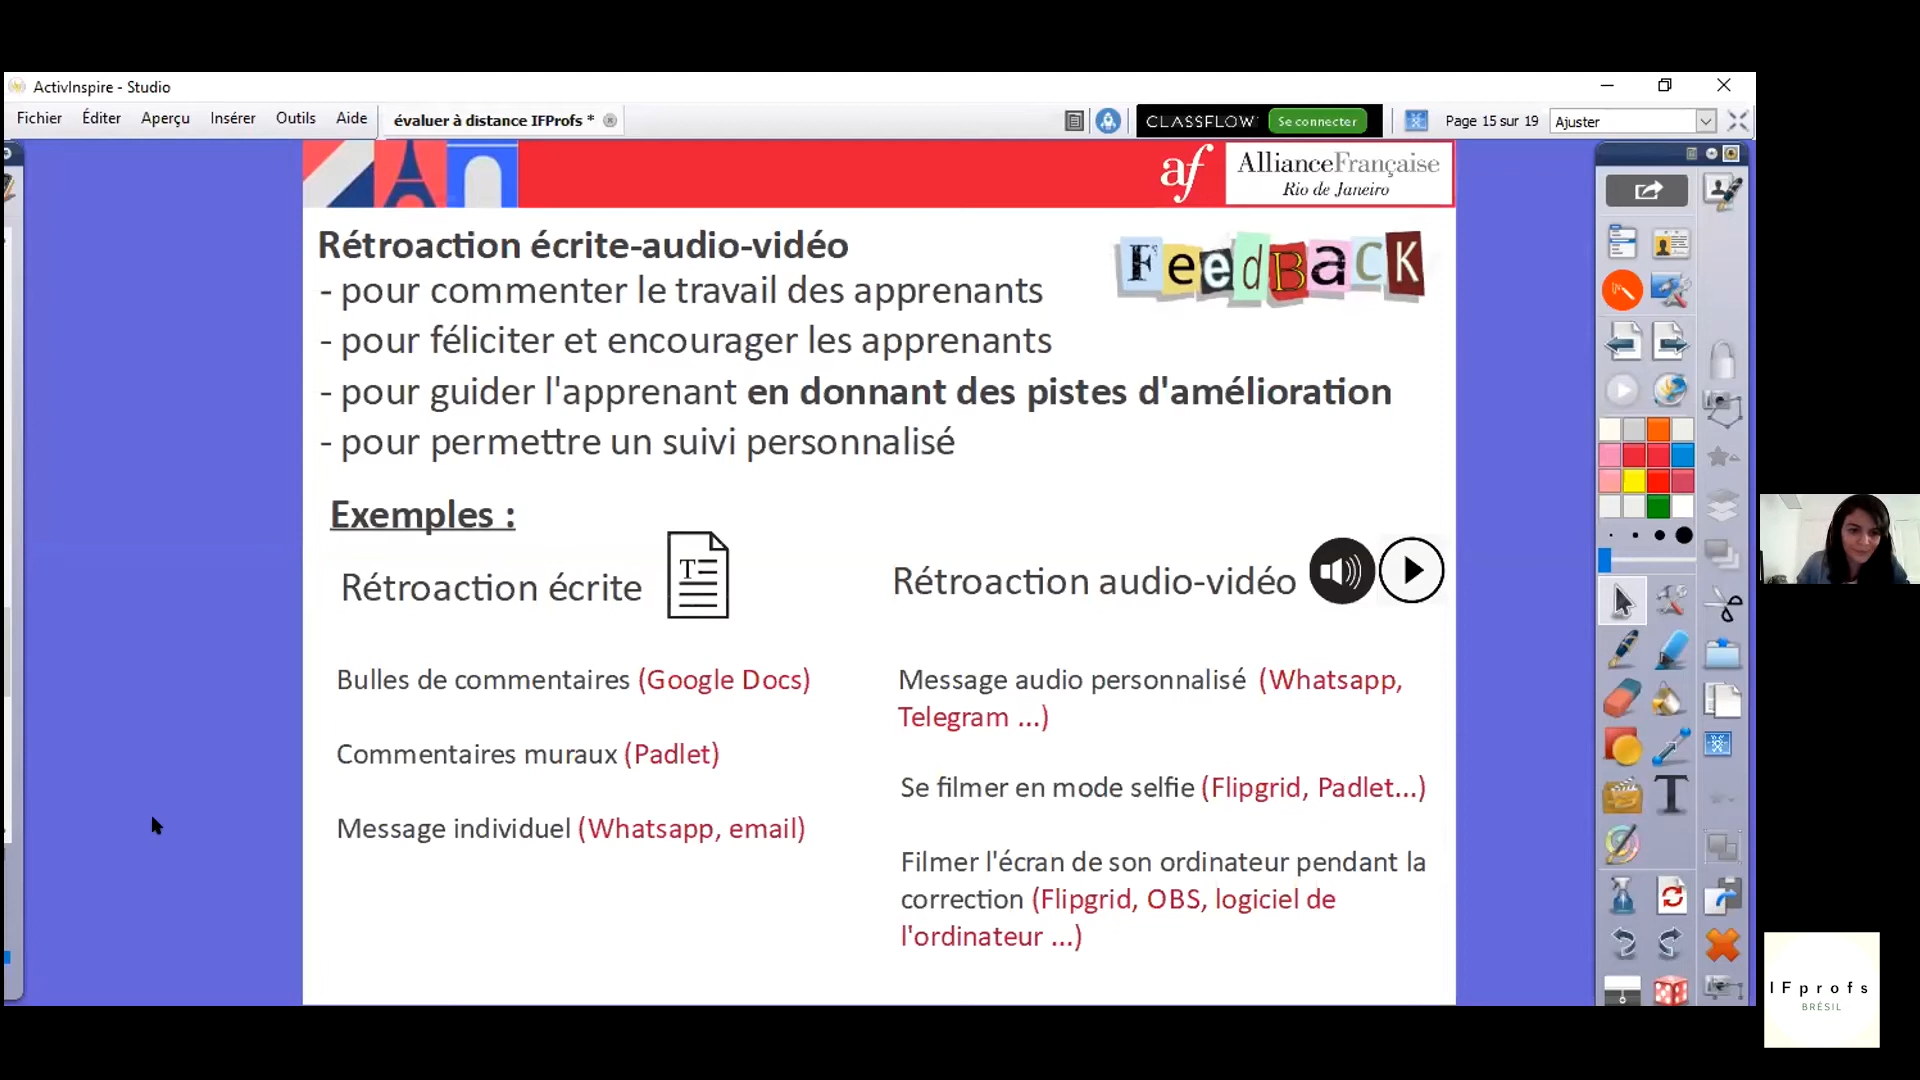 ActivInspire - Studio
Fichier Éditer Aperçu Insérer Outils Aide
évaluer à distance IFProfs *
CLASSFLOW Se connecter
Page 15 sur 19 Ajuster
af AllianceFrançaise
Rio de Janeiro
Rétroaction écrite-audio-vidéo
FeedBacK
- pour commenter le travail des apprenants
- pour féliciter et encourager les apprenants
- pour guider l'apprenant en donnant des pistes d'amélioration
- pour permettre un suivi personnalisé
Exemples :
Rétroaction écrite
Bulles de commentaires (Google Docs)
Commentaires muraux (Padlet)
Message individuel (Whatsapp, email)
Rétroaction audio-vidéo
Message audio personnalisé (Whatsapp,
Telegram ...)
Se filmer en mode selfie (Flipgrid, Padlet...)
Filmer l'écran de son ordinateur pendant la
correction (Flipgrid, OBS, logiciel de
l'ordinateur ...)
IFprofs
BRÉSIL